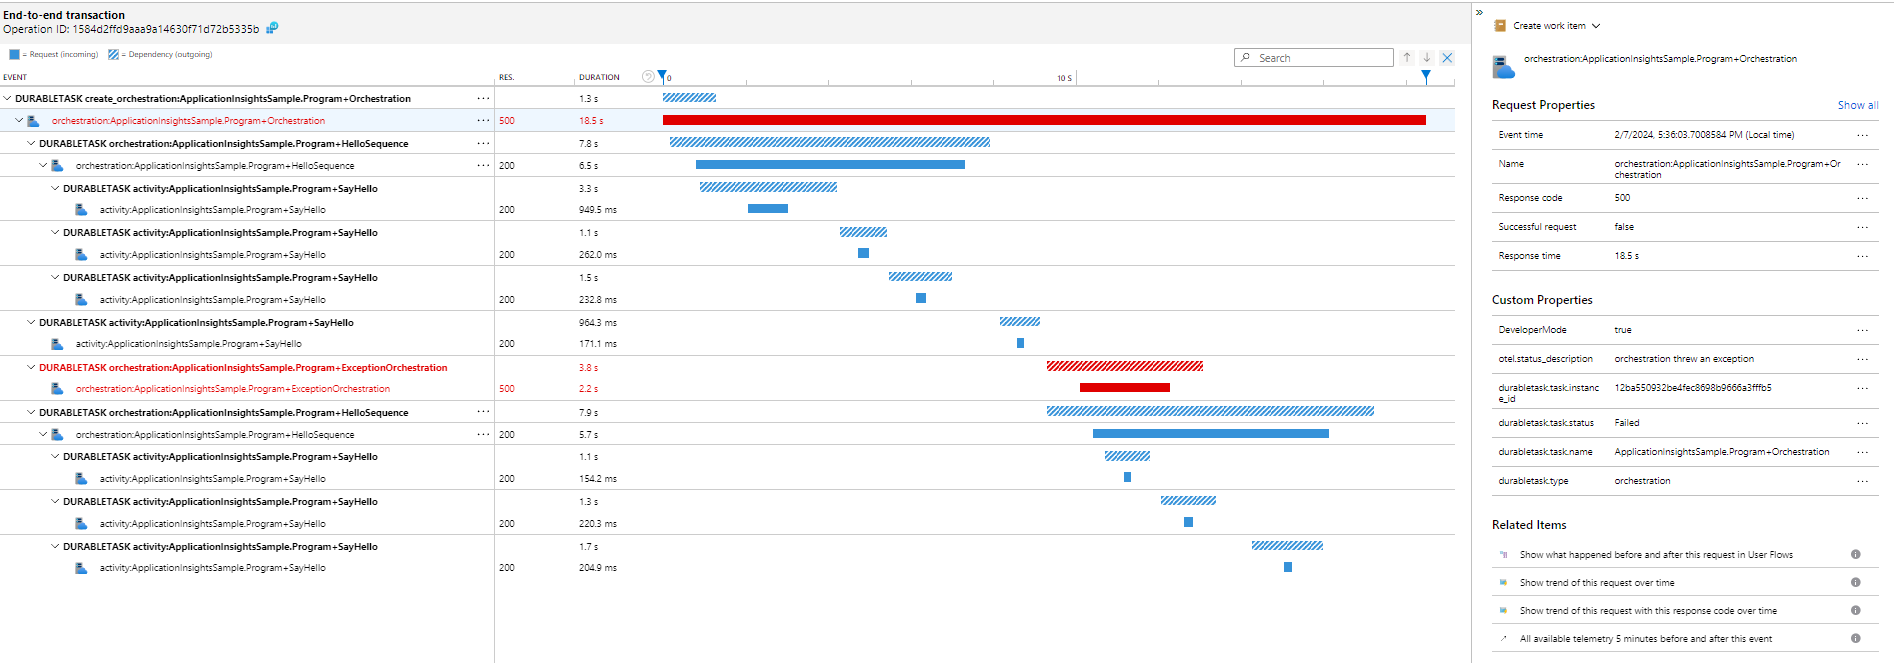 End-to-end transaction
Operation ID: 1584d2ffd9aaa9a14630f71d72b5335b
= Request (incoming) = Dependency (outgoing)
Search
EVENT RES. DURATION 0 10 S
DURABLETASK create_orchestration:ApplicationInsightsSample.Program+Orchestration ... 1.3 s
orchestration:ApplicationInsightsSample.Program+Orchestration ... 500 18.5 s
DURABLETASK orchestration:ApplicationInsightsSample.Program+HelloSequence ... 7.8 s
orchestration:ApplicationInsightsSample.Program+HelloSequence ... 200 6.5 s
DURABLETASK activity:ApplicationInsightsSample.Program+SayHello 3.3 s
activity:ApplicationInsightsSample.Program+SayHello 200 949.5 ms
DURABLETASK activity:ApplicationInsightsSample.Program+SayHello 1.1 s
activity:ApplicationInsightsSample.Program+SayHello 200 262.0 ms
DURABLETASK activity:ApplicationInsightsSample.Program+SayHello 1.5 s
activity:ApplicationInsightsSample.Program+SayHello 200 232.8 ms
DURABLETASK activity:ApplicationInsightsSample.Program+SayHello 964.3 ms
activity:ApplicationInsightsSample.Program+SayHello 200 171.1 ms
DURABLETASK orchestration:ApplicationInsightsSample.Program+ExceptionOrchestration 3.8 s
orchestration:ApplicationInsightsSample.Program+ExceptionOrchestration 500 2.2 s
DURABLETASK orchestration:ApplicationInsightsSample.Program+HelloSequence ... 7.9 s
orchestration:ApplicationInsightsSample.Program+HelloSequence ... 200 5.7 s
DURABLETASK activity:ApplicationInsightsSample.Program+SayHello 1.1 s
activity:ApplicationInsightsSample.Program+SayHello 200 154.2 ms
DURABLETASK activity:ApplicationInsightsSample.Program+SayHello 1.3 s
activity:ApplicationInsightsSample.Program+SayHello 200 220.3 ms
DURABLETASK activity:ApplicationInsightsSample.Program+SayHello 1.7 s
activity:ApplicationInsightsSample.Program+SayHello 200 204.9 ms
Create work item
orchestration:ApplicationInsightsSample.Program+Orchestration
Request Properties Show all
Event time 2/7/2024, 5:36:03.7008584 PM (Local time) ...
Name orchestration:ApplicationInsightsSample.Program+Or ...
chestration
Response code 500 ...
Successful request false ...
Response time 18.5 s ...
Custom Properties
DeveloperMode true ...
otel.status_description orchestration threw an exception ...
durabletask.task.instanc 12ba550932be4fec8698b9666a3fffb5 ...
e_id
durabletask.task.status Failed ...
durabletask.task.name ApplicationInsightsSample.Program+Orchestration ...
durabletask.type orchestration ...
Related Items
Show what happened before and after this request in User Flows
Show trend of this request over time
Show trend of this request with this response code over time
All available telemetry 5 minutes before and after this event